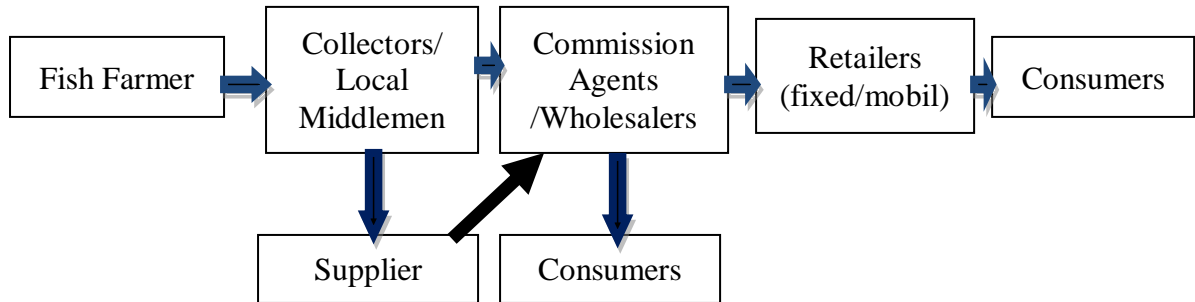 Fish Farmer
Collectors/
Local
Middlemen
Commission
Agents
/Wholesalers
Retailers
(fixed/mobil)
Consumers
Supplier
Consumers